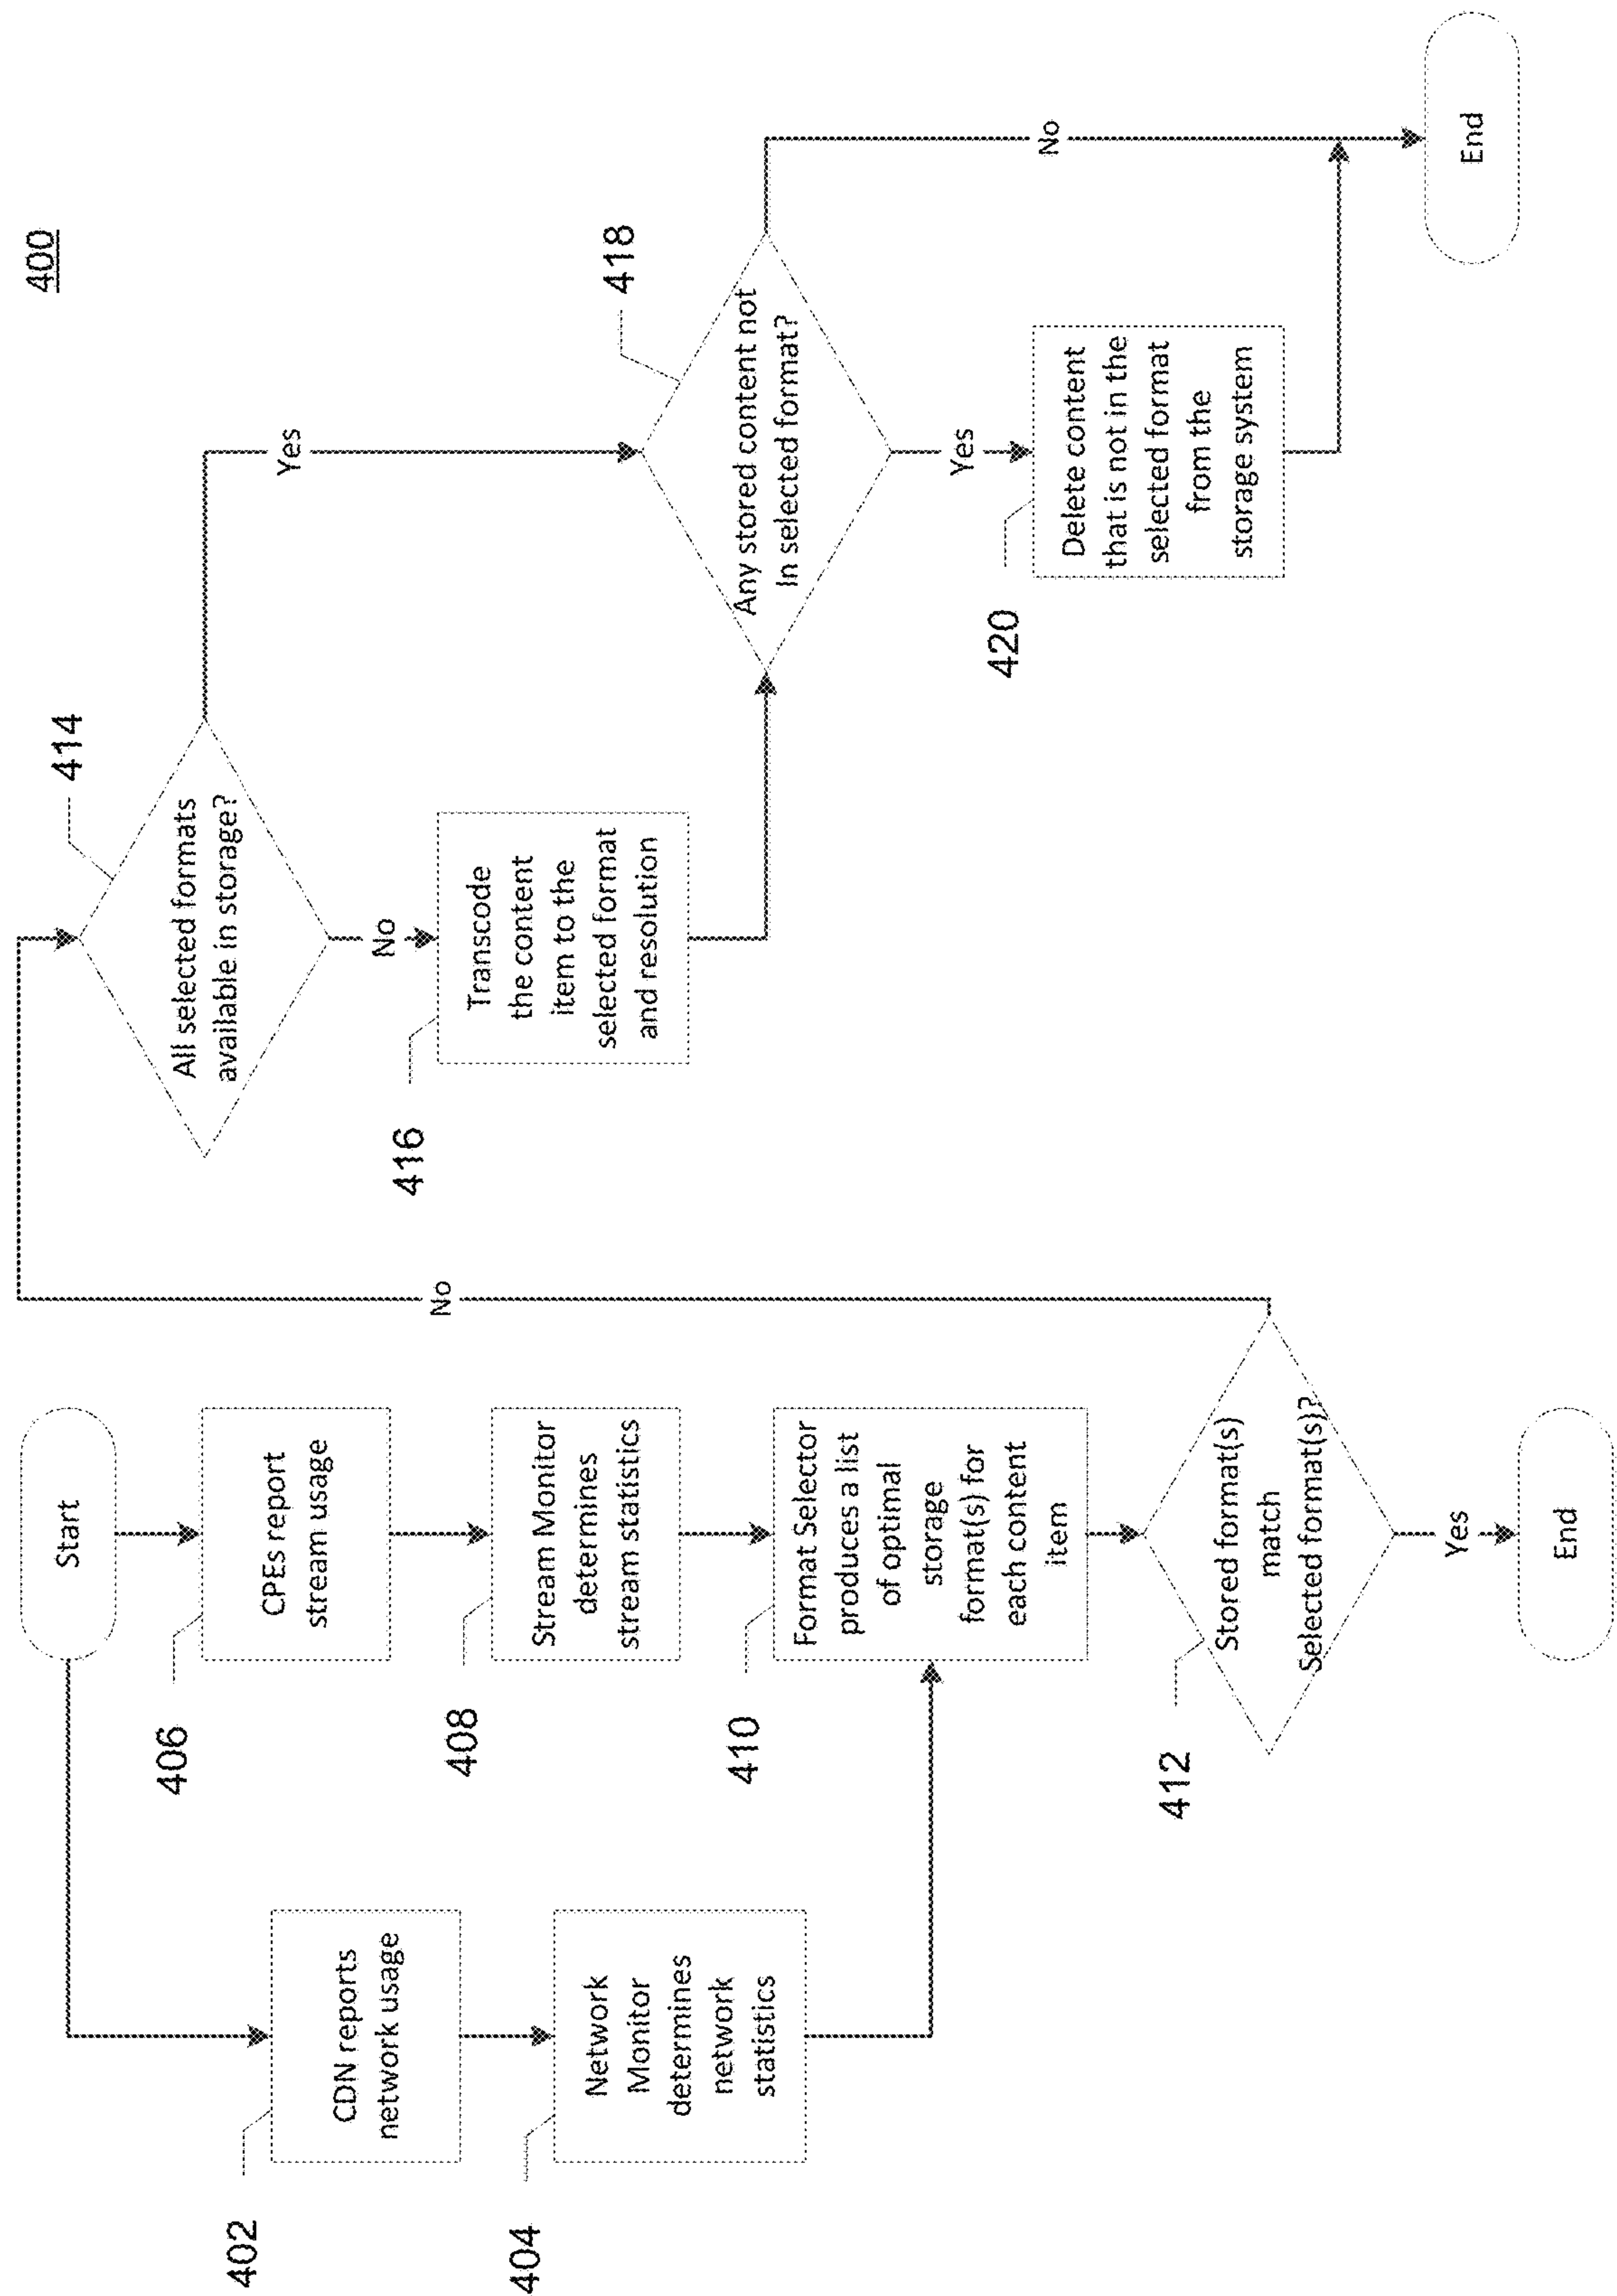 400
Start
402
CDN reports
network usage
404
Network
Monitor
determines
network
statistics
406
CPEs report
stream usage
408
Stream Monitor
determines
stream statistics
410
Format Selector
produces a list
of optimal
storage
format(s) for
each content
item
412
Stored format(s)
match
Selected format(s)?
Yes
End
No
414
All selected formats
available in storage?
No
Yes
416
Transcode
the content
item to the
selected format
and resolution
418
Any stored content not
In selected format?
Yes
No
420
Delete content
that is not in the
selected format
from the
storage system
End